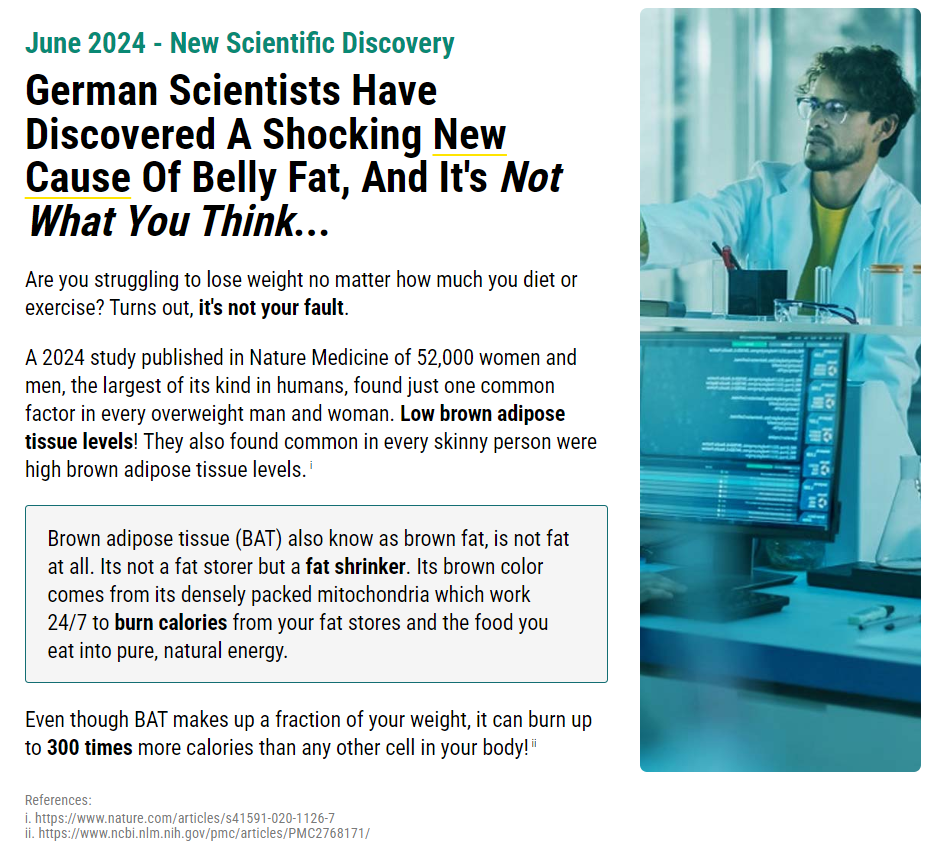 June 2024 - New Scientific Discovery
German Scientists Have
Discovered A Shocking New
Cause Of Belly Fat, And It's Not
What You Think...
Are you struggling to lose weight no matter how much you diet or
exercise? Turns out, it's not your fault.
A 2024 study published in Nature Medicine of 52,000 women and
men, the largest of its kind in humans, found just one common
factor in every overweight man and woman. Low brown adipose
tissue levels! They also found common in every skinny person were
high brown adipose tissue levels. i
Brown adipose tissue (BAT) also know as brown fat, is not fat
at all. Its not a fat storer but a fat shrinker. Its brown color
comes from its densely packed mitochondria which work
24/7 to burn calories from your fat stores and the food you
eat into pure, natural energy.
Even though BAT makes up a fraction of your weight, it can burn up
to 300 times more calories than any other cell in your body! ii
References:
i. https://www.nature.com/articles/s41591-020-1126-7
ii. https://www.ncbi.nlm.nih.gov/pmc/articles/PMC2768171/